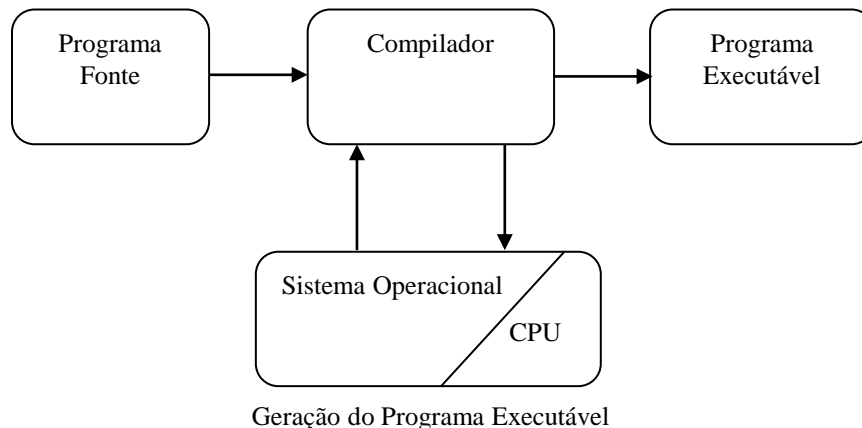 Programa
Fonte
Compilador
Programa
Executável
Sistema Operacional
CPU
Geração do Programa Executável